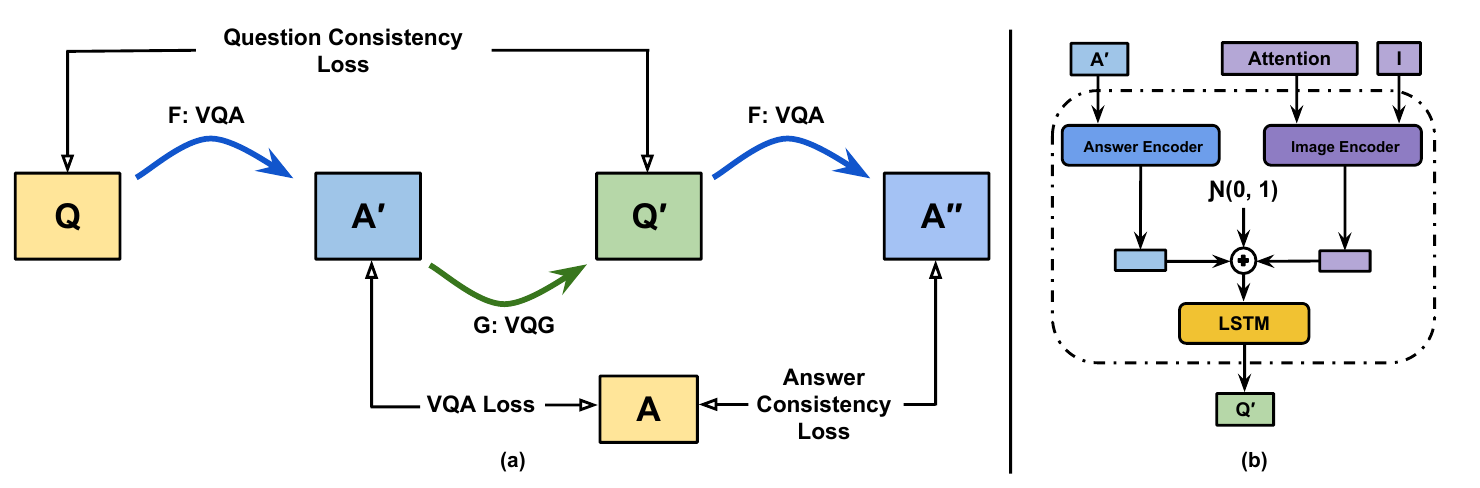 Question Consistency
Loss
F: VQA
F: VQA
Q
A′
Q′
A′′
G: VQG
VQA Loss
A
Answer
Consistency
Loss
(a)
A′
Attention
I
Answer Encoder
Image Encoder
N(0, 1)
LSTM
Q′
(b)